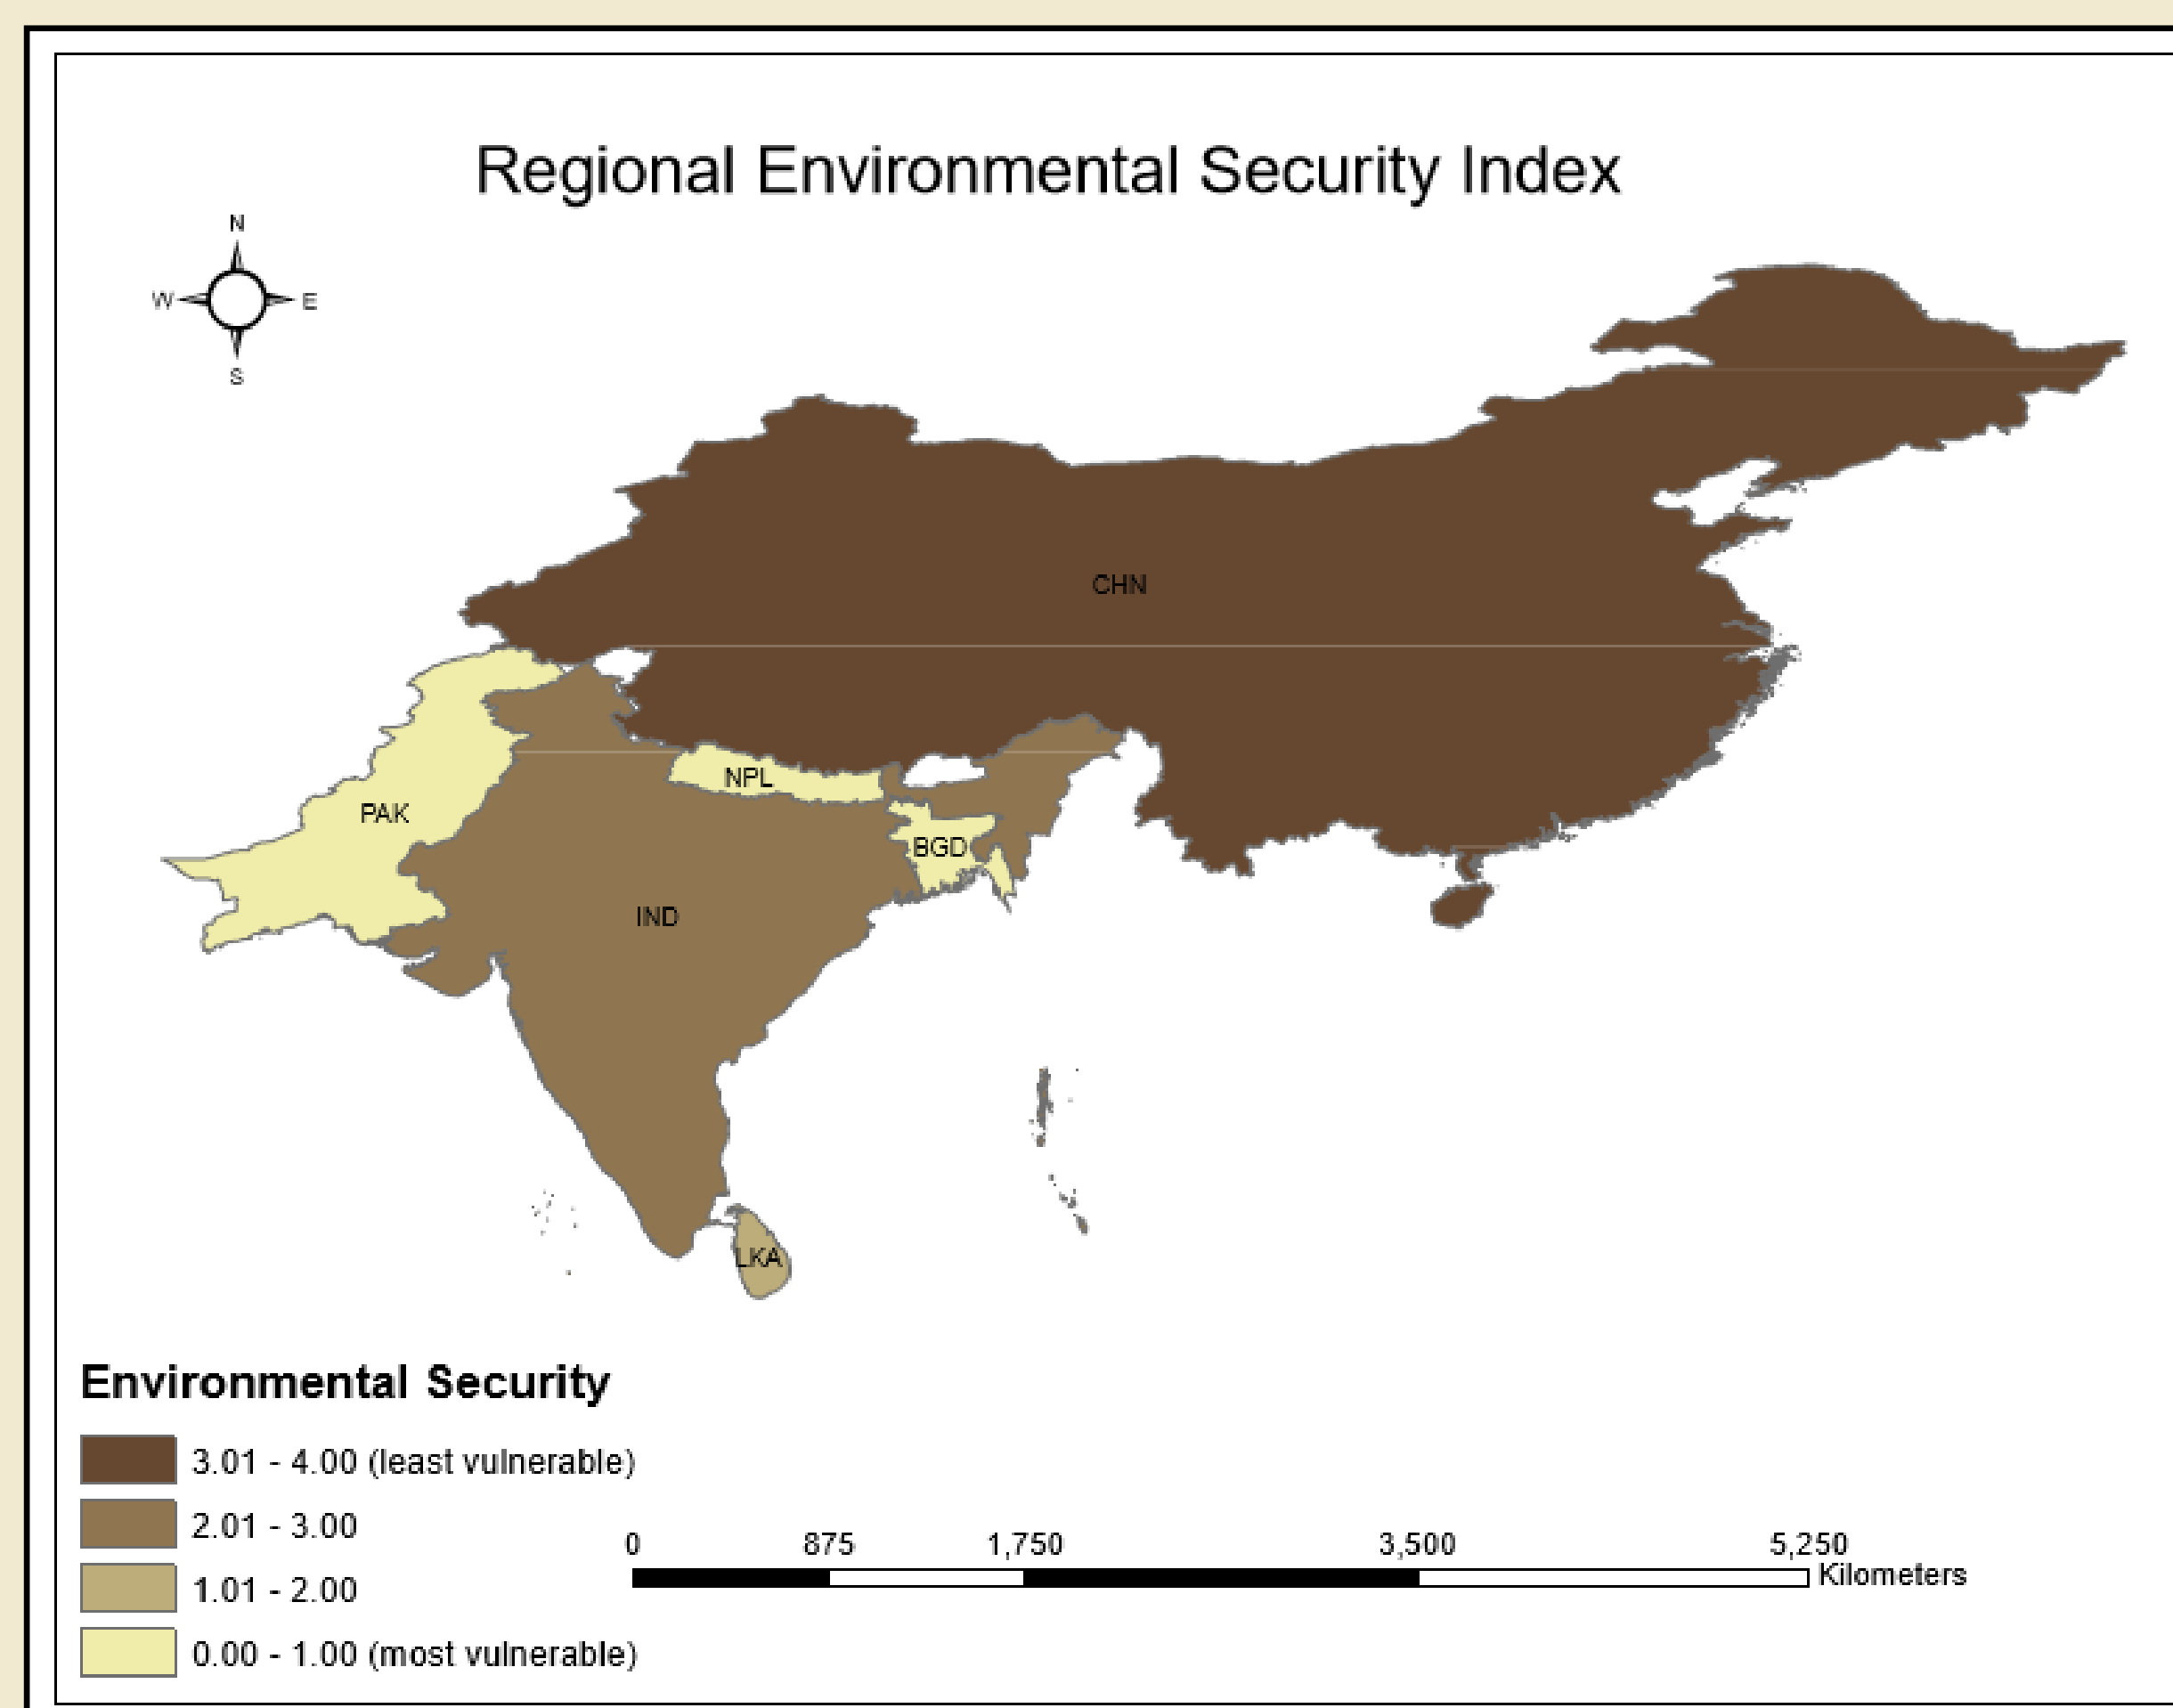 Regional Environmental Security Index
N
W E
S
CHN
NPL
PAK
BGD
IND
LKA
Environmental Security
3.01 - 4.00 (least vulnerable)
2.01 - 3.00
1.01 - 2.00
0.00 - 1.00 (most vulnerable)
0 875 1,750 3,500 5,250
Kilometers